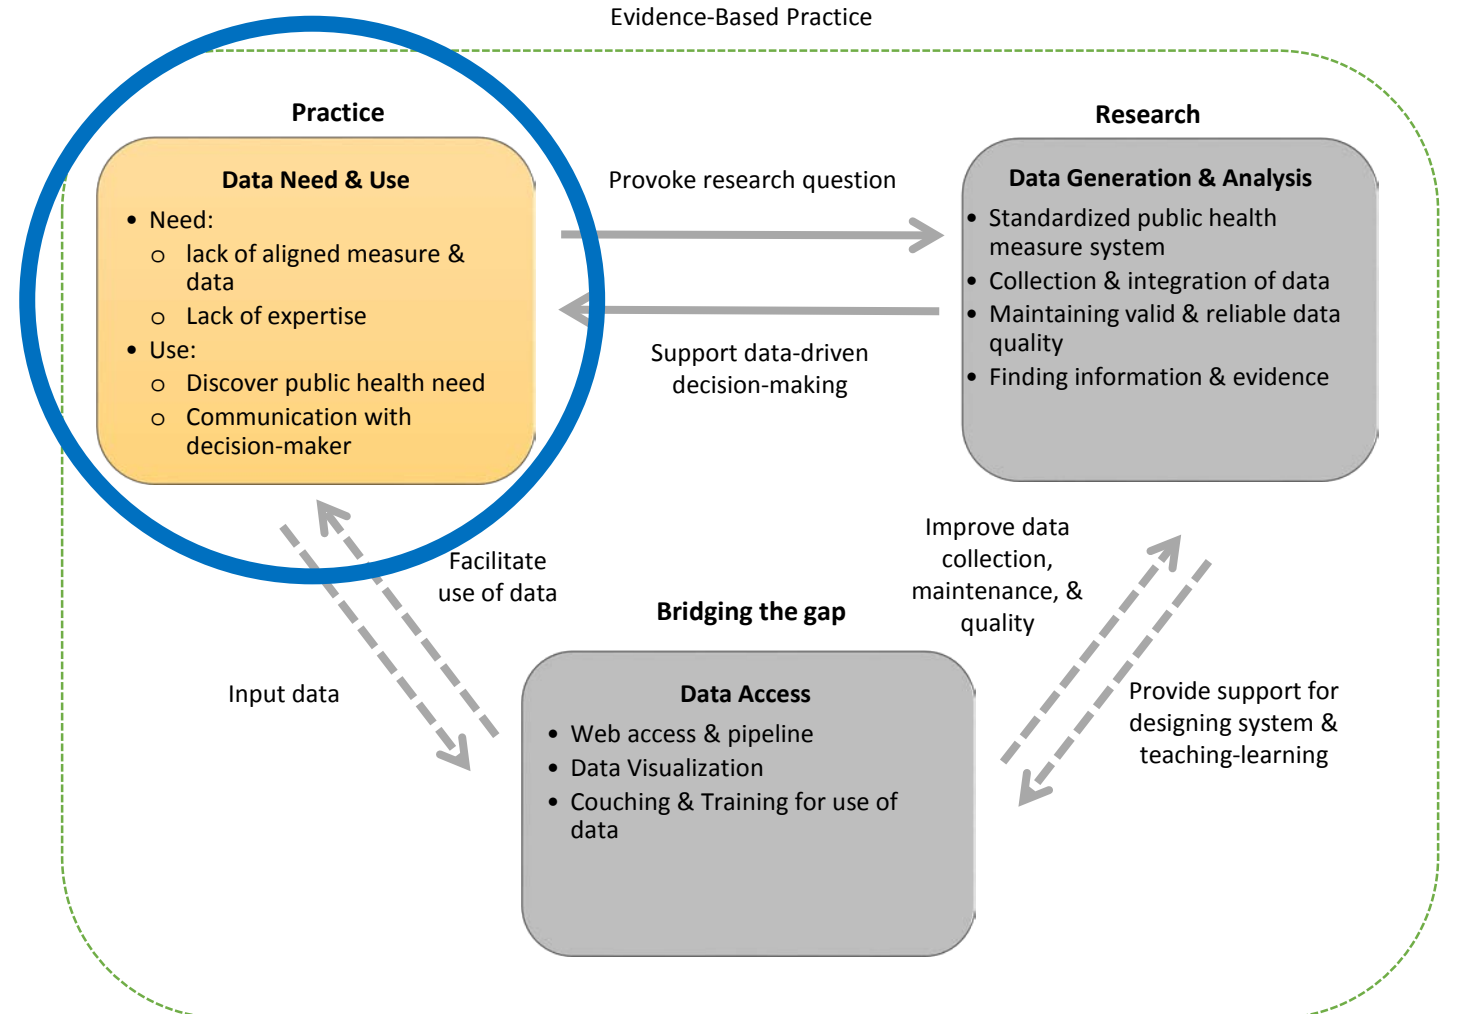 Evidence-Based Practice
Practice
Data Need & Use
• Need:
o lack of aligned measure &
data
o Lack of expertise
• Use:
o Discover public health need
o Communication with
decision-maker
Provoke research question
Support data-driven
decision-making
Research
Data Generation & Analysis
• Standardized public health
measure system
• Collection & integration of data
• Maintaining valid & reliable data
quality
• Finding information & evidence
Facilitate
use of data
Input data
Improve data
collection,
maintenance, &
quality
Provide support for
designing system &
teaching-learning
Bridging the gap
Data Access
• Web access & pipeline
• Data Visualization
• Couching & Training for use of
data